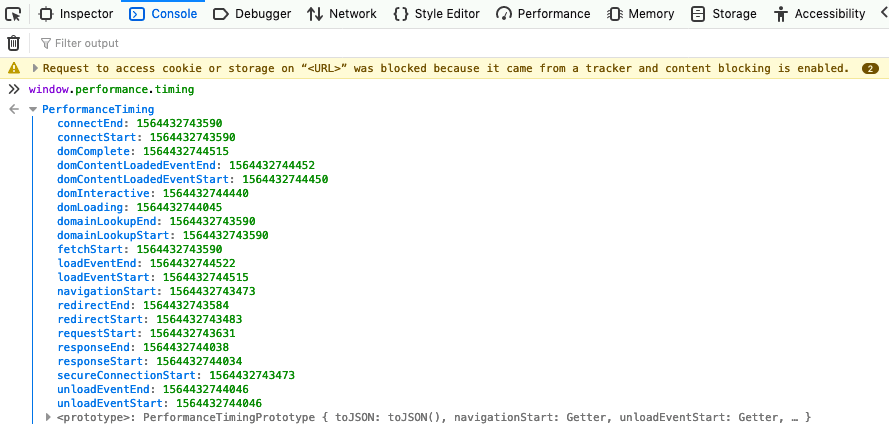 Inspector Console Debugger Network {} Style Editor Performance Memory Storage Accessibility
Filter output
Request to access cookie or storage on “<URL>” was blocked because it came from a tracker and content blocking is enabled. 2
window.performance.timing
PerformanceTiming
connectEnd: 1564432743590
connectStart: 1564432743590
domComplete: 1564432744515
domContentLoadedEventEnd: 1564432744452
domContentLoadedEventStart: 1564432744450
domInteractive: 1564432744440
domLoading: 1564432744045
domainLookupEnd: 1564432743590
domainLookupStart: 1564432743590
fetchStart: 1564432743590
loadEventEnd: 1564432744522
loadEventStart: 1564432744515
navigationStart: 1564432743473
redirectEnd: 1564432743584
redirectStart: 1564432743483
requestStart: 1564432743631
responseEnd: 1564432744038
responseStart: 1564432744034
secureConnectionStart: 1564432743473
unloadEventEnd: 1564432744046
unloadEventStart: 1564432744046
<prototype>: PerformanceTimingPrototype { toJSON: toJSON(), navigationStart: Getter, unloadEventStart: Getter, … }